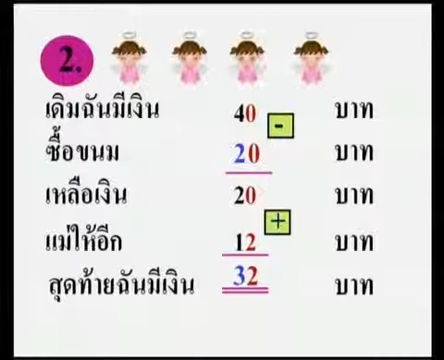 2.
เดิมฉันมีเงิน 40 บาท
-
ซื้อขนม 20 บาท
เหลือเงิน 20 บาท
+
แม่ให้อีก 12 บาท
สุดท้ายฉันมีเงิน 32 บาท